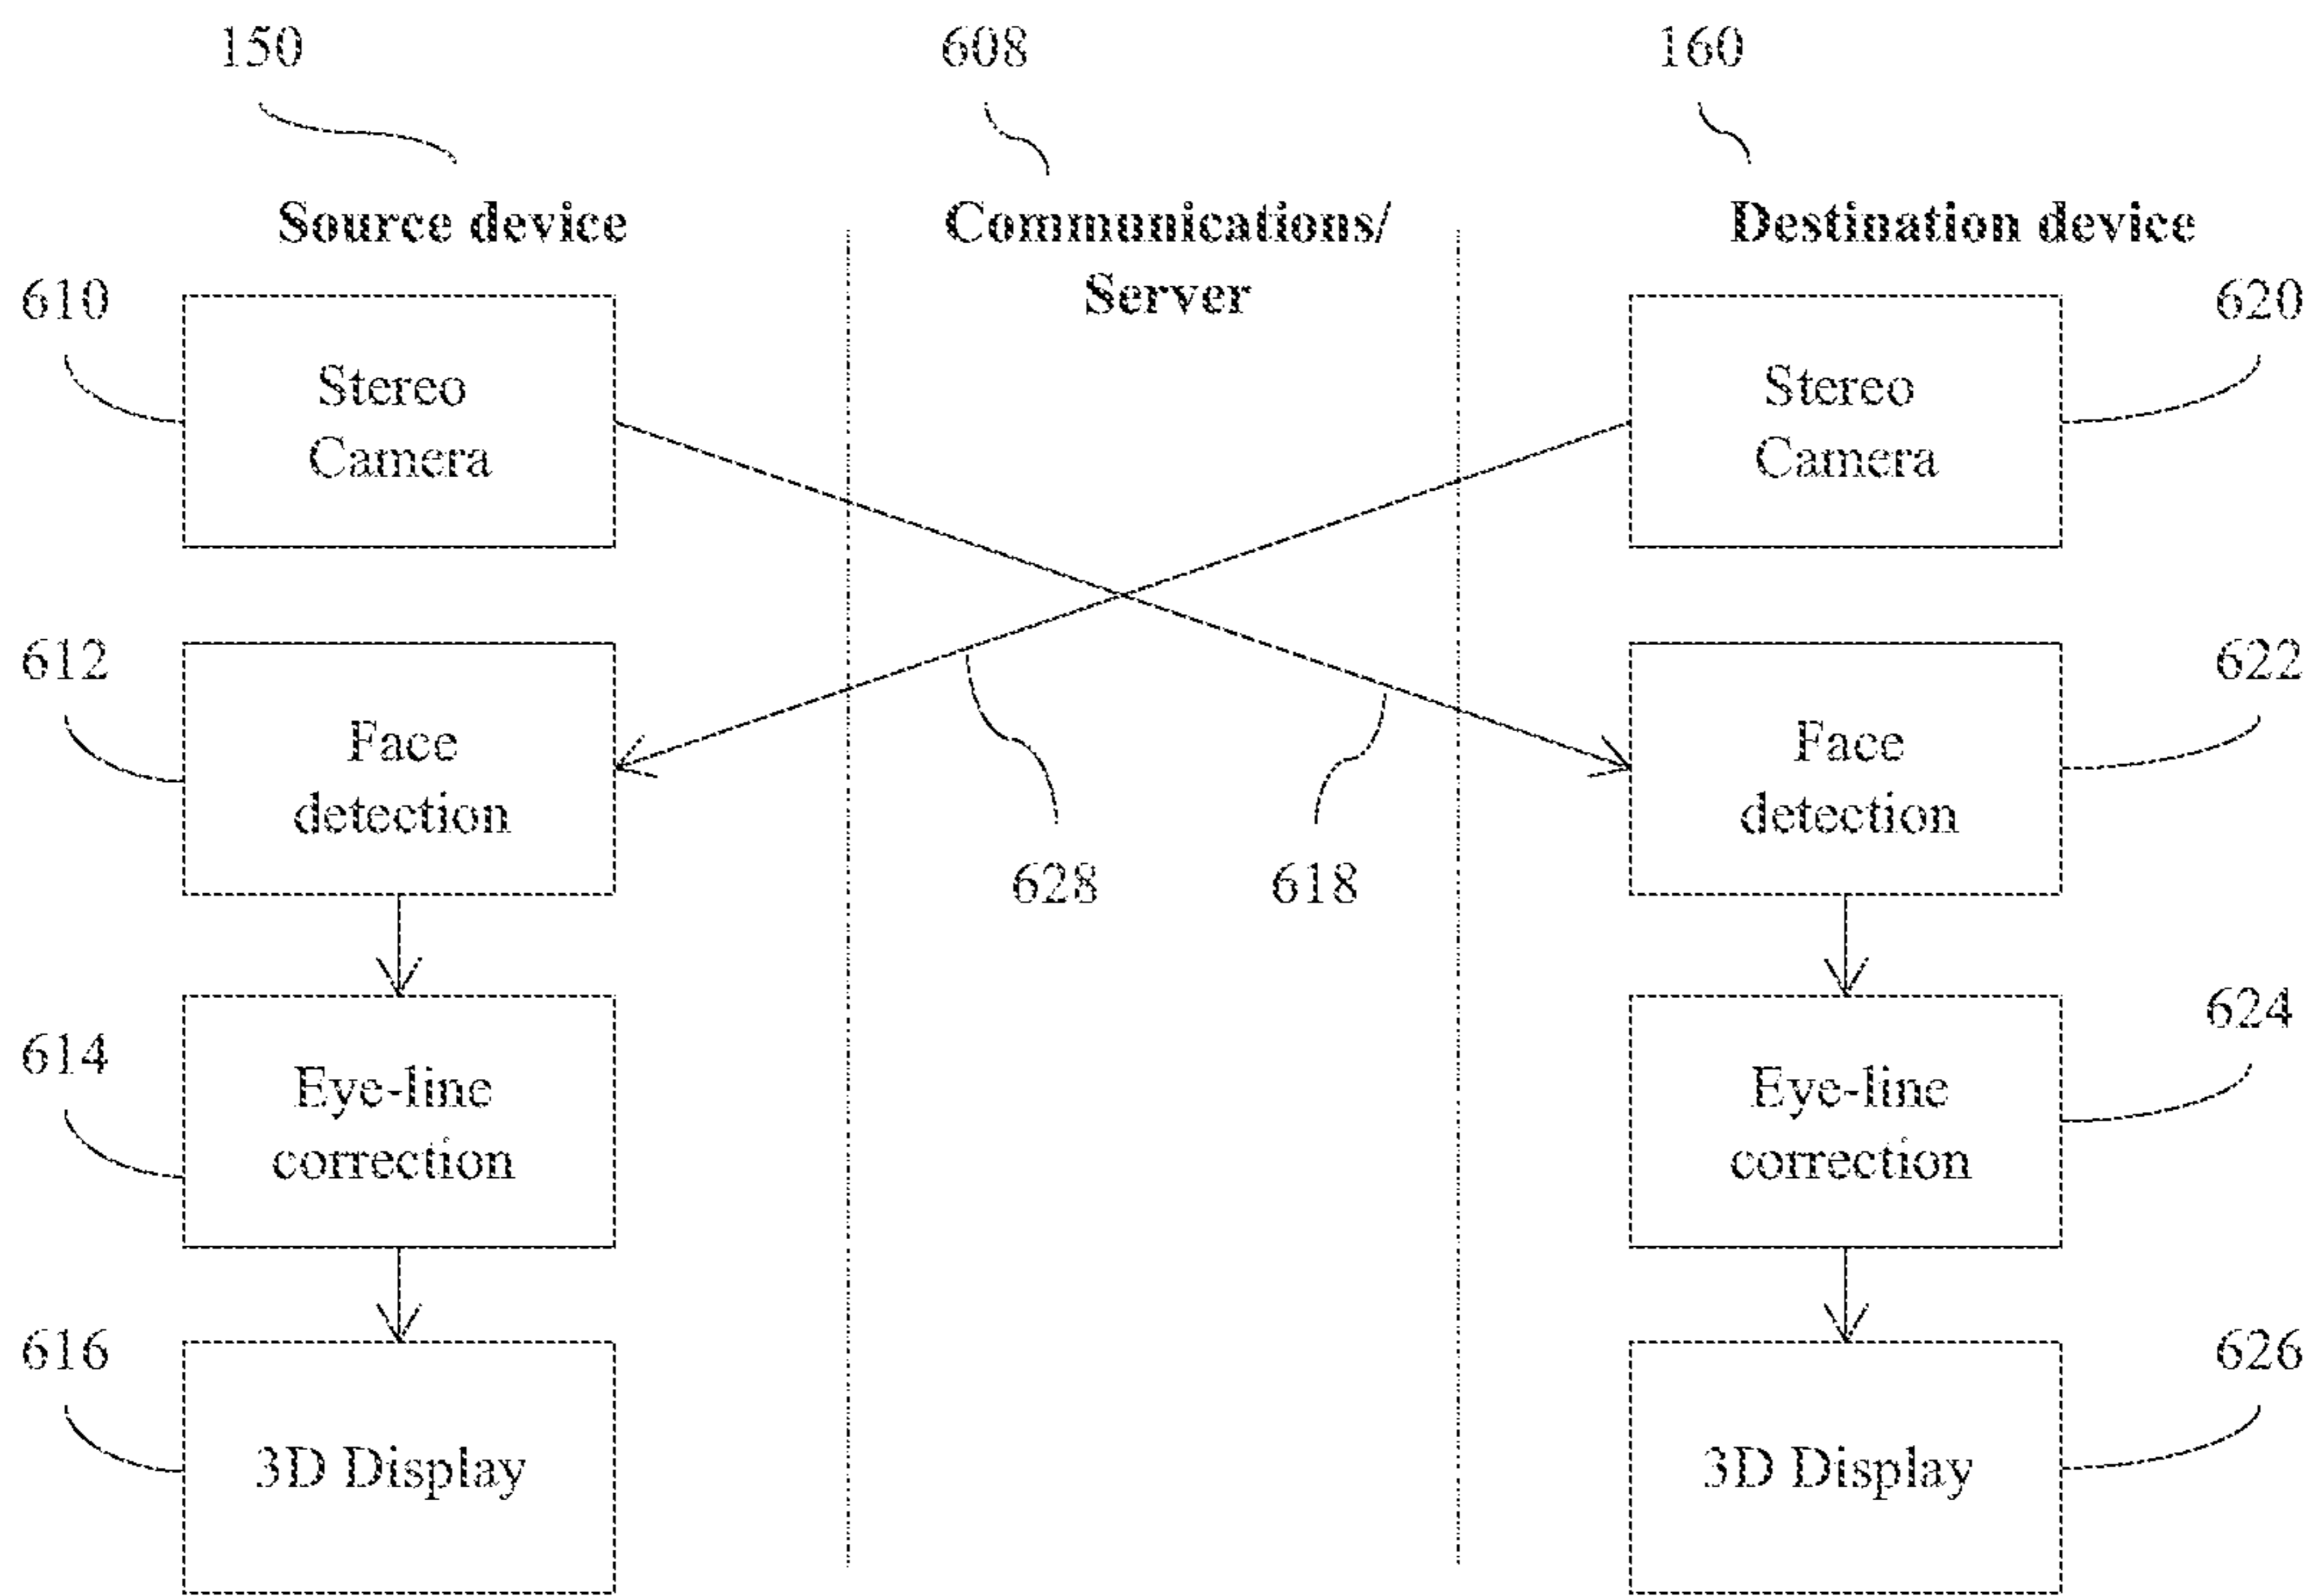 150
608
160
Source device
Communications/
Server
Destination device
610
Stereo
Camera
Stereo
Camera
620
612
Face
detection
Face
detection
622
628
618
614
Eye-line
correction
Eye-line
correction
624
616
3D Display
3D Display
626